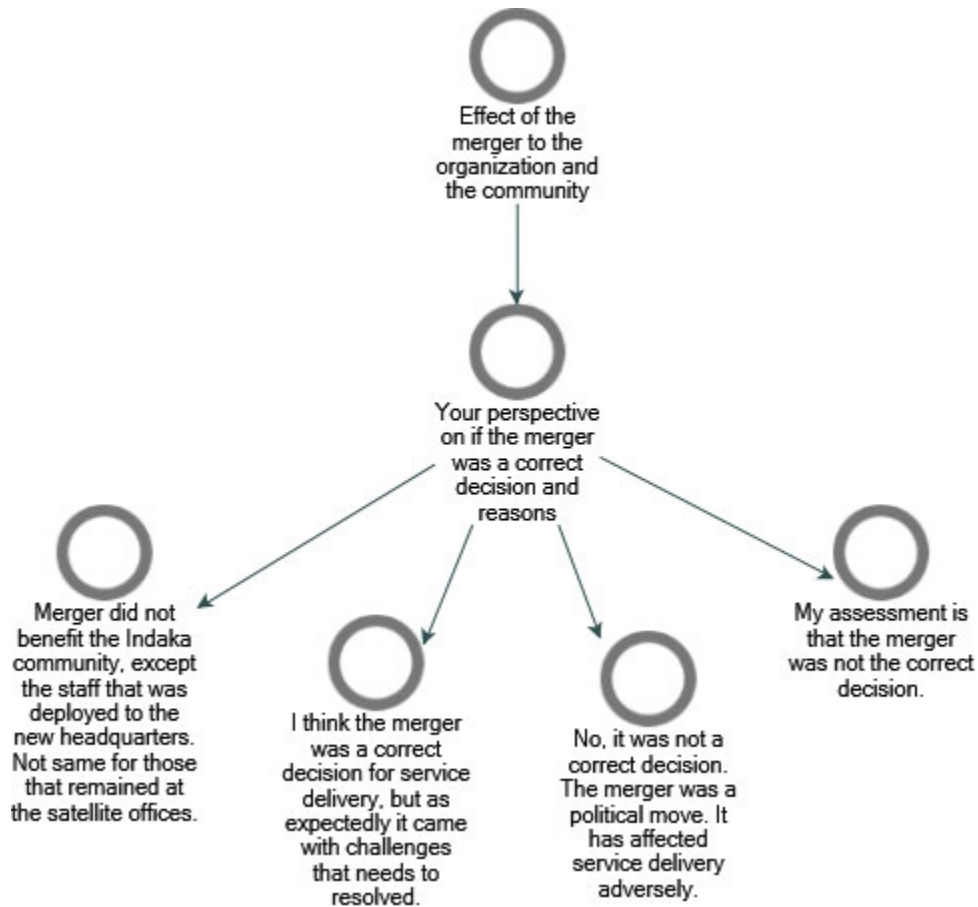 Effect of the
merger to the
organization and
the community
Your perspective
on if the merger
was a correct
decision and
reasons
Merger did not
benefit the Indaka
community, except
the staff that was
deployed to the
new headquarters.
Not same for those
that remained at
the satellite offices.
I think the merger
was a correct
decision for service
delivery, but as
expectedly it came
with challenges
that needs to
resolved.
No, it was not a
correct decision.
The merger was a
political move. It
has affected
service delivery
adversely.
My assessment is
that the merger
was not the correct
decision.